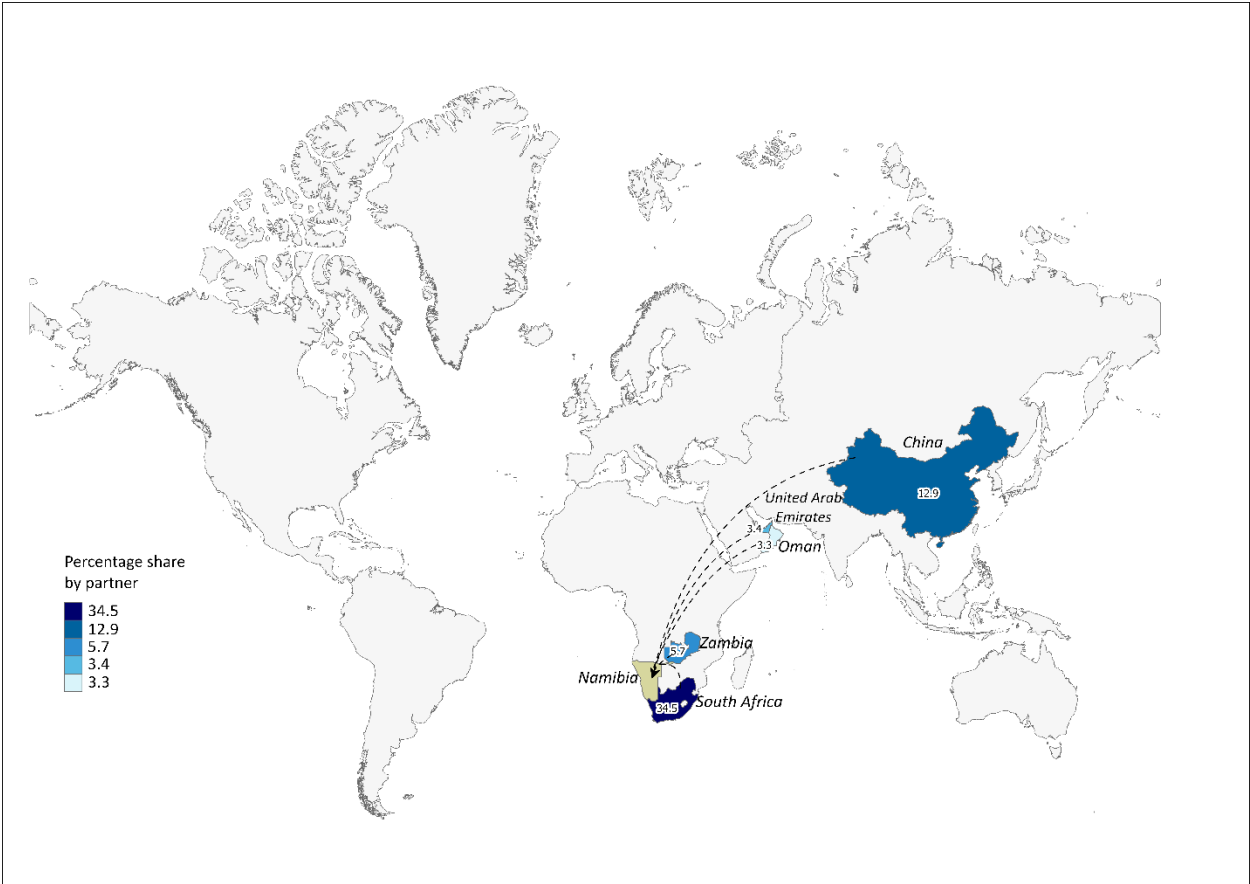 China
12.9
United Arab
Emirates
3.4
3.3
Oman
Percentage share
by partner
34.5
12.9
5.7
3.4
3.3
Zambia
5.7
Namibia
South Africa
34.5